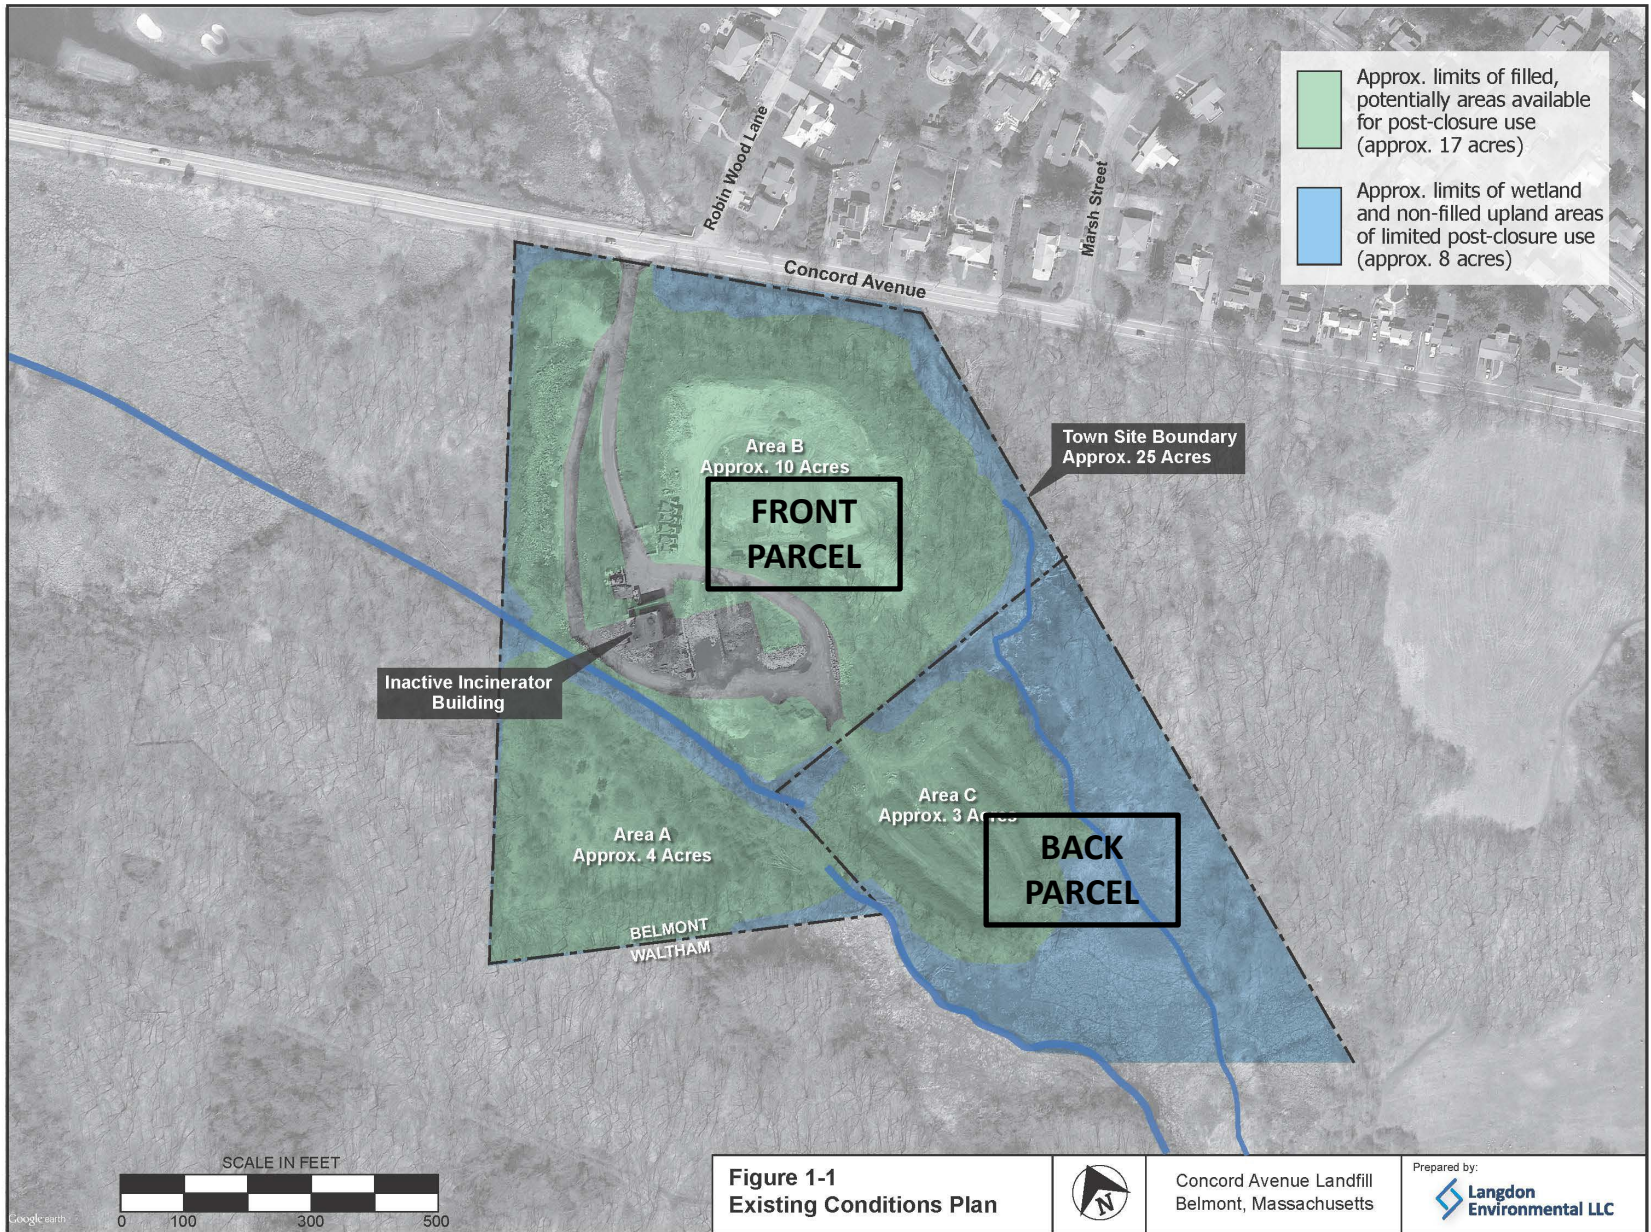 Approx. limits of filled,
potentially areas available
for post-closure use
(approx. 17 acres)
Approx. limits of wetland
and non-filled upland areas
of limited post-closure use
(approx. 8 acres)
Robin Wood Lane
Marsh Street
Concord Avenue
Town Site Boundary
Approx. 25 Acres
Area B
Approx. 10 Acres
FRONT
PARCEL
Inactive Incinerator
Building
Area C
Approx. 3 Acres
BACK
PARCEL
Area A
Approx. 4 Acres
BELMONT
WALTHAM
SCALE IN FEET
0 100 300 500
Google earth
Figure 1-1
Existing Conditions Plan
N
Concord Avenue Landfill
Belmont, Massachusetts
Prepared by:
Langdon
Environmental LLC